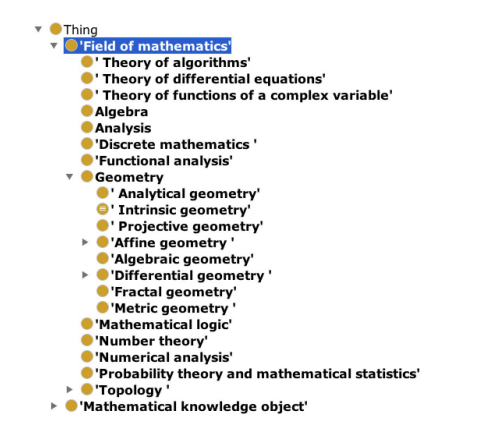 Thing
'Field of mathematics'
' Theory of algorithms'
' Theory of differential equations'
' Theory of functions of a complex variable'
Algebra
Analysis
'Discrete mathematics '
'Functional analysis'
Geometry
' Analytical geometry'
' Intrinsic geometry'
' Projective geometry'
'Affine geometry '
'Algebraic geometry'
'Differential geometry '
'Fractal geometry'
'Metric geometry '
'Mathematical logic'
'Number theory'
'Numerical analysis'
'Probability theory and mathematical statistics'
'Topology '
'Mathematical knowledge object'